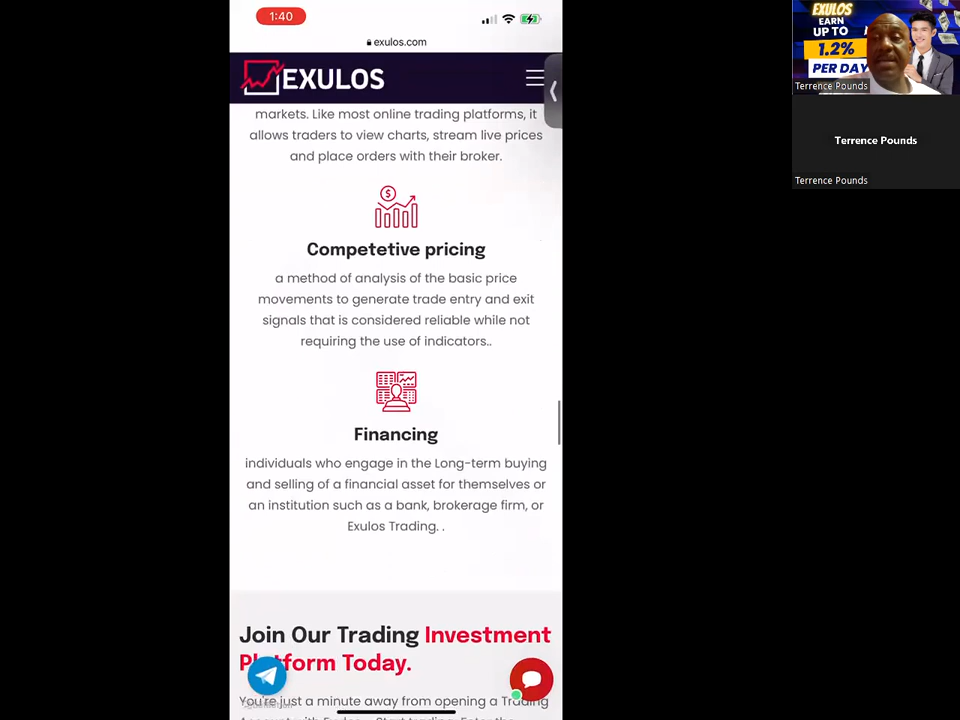 1:40
exulos.com
EXULOS
markets. Like most online trading platforms, it
allows traders to view charts, stream live prices
and place orders with their broker.
Competetive pricing
a method of analysis of the basic price
movements to generate trade entry and exit
signals that is considered reliable while not
requiring the use of indicators..
Financing
individuals who engage in the Long-term buying
and selling of a financial asset for themselves or
an institution such as a bank, brokerage firm, or
Exulos Trading. .
Join Our Trading Investment
Platform Today.
You're just a minute away from opening a Trading
EXULOS
EARN
UP TO
1.2%
PER DAY
Terrence Pounds
Terrence Pounds
Terrence Pounds